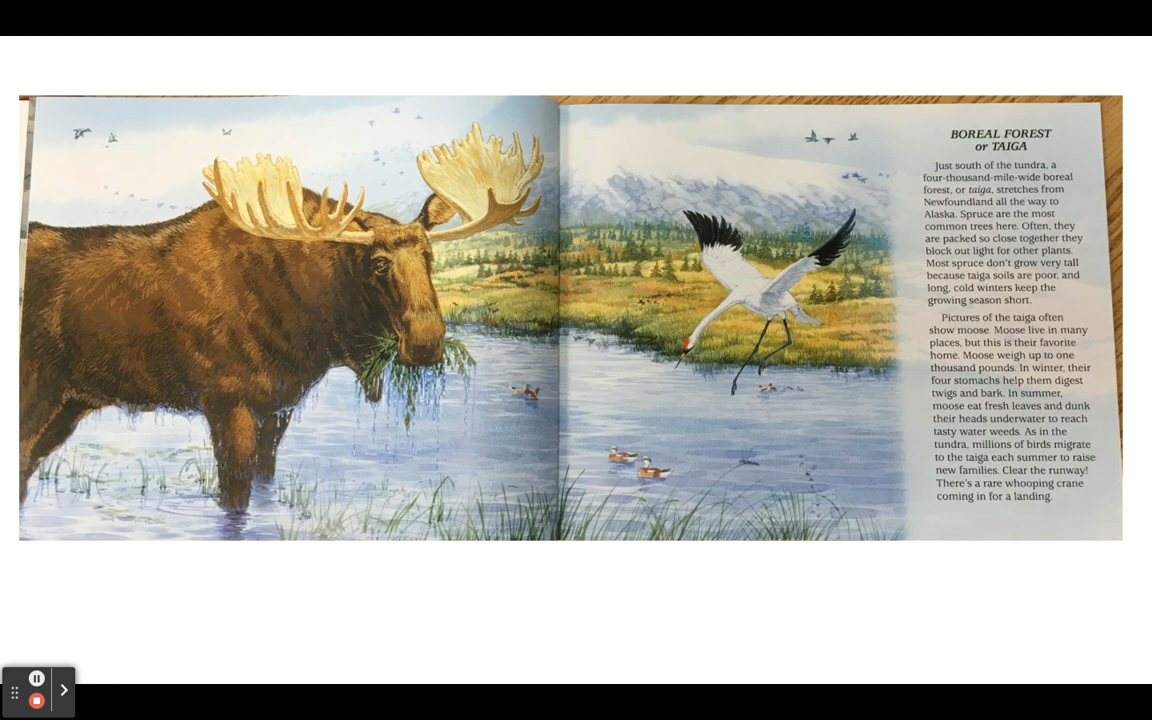 BOREAL FOREST
or TAIGA
Just south of the tundra, a
four-thousand-mile-wide boreal
forest, or taiga, stretches from
Newfoundland all the way to
Alaska. Spruce are the most
common trees here. Often, they
are packed so close together they
block out light for other plants.
Most spruce don't grow very tall
because taiga soils are poor, and
long, cold winters keep the
growing season short.
Pictures of the taiga often
show moose. Moose live in many
places, but this is their favorite
home. Moose weigh up to one
thousand pounds. In winter, their
four stomachs help them digest
twigs and bark. In summer,
moose eat fresh leaves and dunk
their heads underwater to reach
tasty water weeds. As in the
tundra, millions of birds migrate
to the taiga each summer to raise
new families. Clear the runway!
There's a rare whooping crane
coming in for a landing.